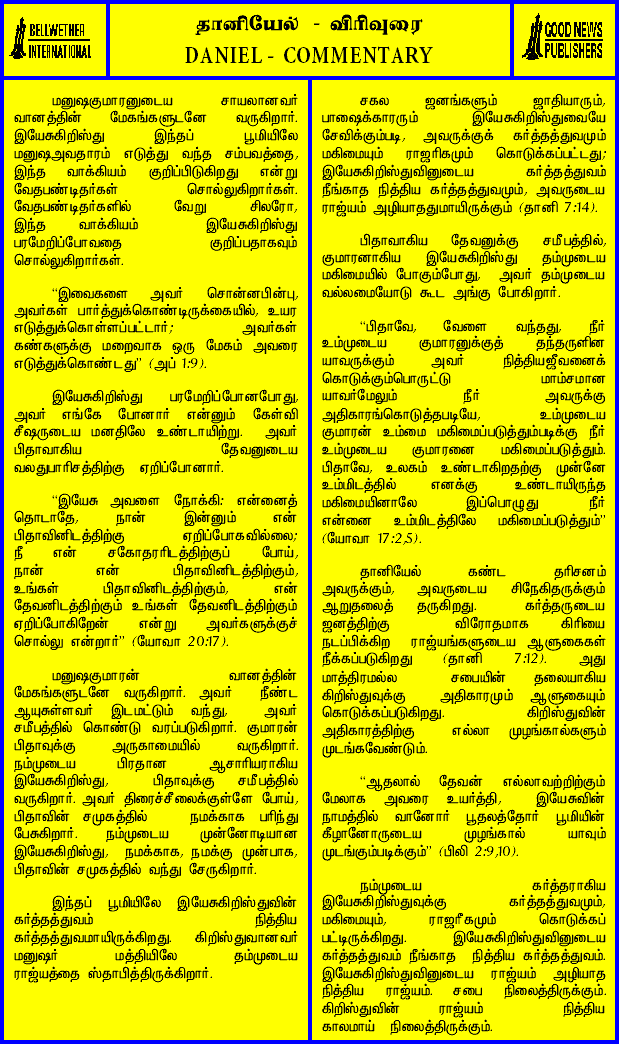 BELLWETHER
INTERNATIONAL
தானியேல் - விரிவுரை
DANIEL - COMMENTARY
GOOD NEWS
PUBLISHERS
மனுஷகுமாரனுடைய சாயலானவர்
வானத்தின் மேகங்களுடனே வருகிறார்.
இயேசுகிறிஸ்து இந்தப் பூமியிலே
மனுஷஅவதாரம் எடுத்து வந்த சம்பவத்தை,
இந்த வாக்கியம் குறிப்பிடுகிறது என்று
வேதபண்டிதர்கள் சொல்லுகிறார்கள்.
வேதபண்டிதர்களில் வேறு சிலரோ,
இந்த வாக்கியம் இயேசுகிறிஸ்து
பரமேறிப்போவதை குறிப்பதாகவும்
சொல்லுகிறார்கள்.
“இவைகளை அவர் சொன்னபின்பு,
அவர்கள் பார்த்துக்கொண்டிருக்கையில், உயர
எடுத்துக்கொள்ளப்பட்டார்; அவர்கள்
கண்களுக்கு மறைவாக ஒரு மேகம் அவரை
எடுத்துக்கொண்டது” (அப் 1:9).
இயேசுகிறிஸ்து பரமேறிப்போனபோது,
அவர் எங்கே போனார் என்னும் கேள்வி
சீஷருடைய மனதிலே உண்டாயிற்று. அவர்
பிதாவாகிய தேவனுடைய
வலதுபாரிசத்திற்கு ஏறிப்போனார்.
“இயேசு அவளை நோக்கி: என்னைத்
தொடாதே, நான் இன்னும் என்
பிதாவினிடத்திற்கு ஏறிப்போகவில்லை;
நீ என் சகோதரரிடத்திற்குப் போய்,
நான் என் பிதாவினிடத்திற்கும்,
உங்கள் பிதாவினிடத்திற்கும், என்
தேவனிடத்திற்கும் உங்கள் தேவனிடத்திற்கும்
ஏறிப்போகிறேன் என்று அவர்களுக்குச்
சொல்லு என்றார்” (யோவா 20:17).
மனுஷகுமாரன் வானத்தின்
மேகங்களுடனே வருகிறார். அவர் நீண்ட
ஆயுசுள்ளவர் இடமட்டும் வந்து, அவர்
சமீபத்தில் கொண்டு வரப்படுகிறார். குமாரன்
பிதாவுக்கு அருகாமையில் வருகிறார்.
நம்முடைய பிரதான ஆசாரியராகிய
இயேசுகிறிஸ்து, பிதாவுக்கு சமீபத்தில்
வருகிறார். அவர் திரைச்சீலைக்குள்ளே போய்,
பிதாவின் சமுகத்தில் நமக்காக பரிந்து
பேசுகிறார். நம்முடைய முன்னோடியான
இயேசுகிறிஸ்து, நமக்காக, நமக்கு முன்பாக,
பிதாவின் சமுகத்தில் வந்து சேருகிறார்.
இந்தப் பூமியிலே இயேசுகிறிஸ்துவின்
கர்த்தத்துவம் நித்திய
கர்த்தத்துவமாயிருக்கிறது. கிறிஸ்துவானவர்
மனுஷர் மத்தியிலே தம்முடைய
ராஜ்யத்தை ஸ்தாபித்திருக்கிறார்.
சகல ஜனங்களும் ஜாதியாரும்,
பாஷைக்காரரும் இயேசுகிறிஸ்துவையே
சேவிக்கும்படி, அவருக்குக் கர்த்தத்துவமும்
மகிமையும் ராஜரிகமும் கொடுக்கப்பட்டது;
இயேசுகிறிஸ்துவினுடைய கர்த்தத்துவம்
நீங்காத நித்திய கர்த்தத்துவமும், அவருடைய
ராஜ்யம் அழியாததுமாயிருக்கும் (தானி 7:14).
பிதாவாகிய தேவனுக்கு சமீபத்தில்,
குமாரனாகிய இயேசுகிறிஸ்து தம்முடைய
மகிமையில் போகும்போது, அவர் தம்முடைய
வல்லமையோடு கூட அங்கு போகிறார்.
“பிதாவே, வேளை வந்தது, நீர்
உம்முடைய குமாரனுக்குத் தந்தருளின
யாவருக்கும் அவர் நித்தியஜீவனைக்
கொடுக்கும்பொருட்டு மாம்சமான
யாவர்மேலும் நீர் அவருக்கு
அதிகாரங்கொடுத்தபடியே, உம்முடைய
குமாரன் உம்மை மகிமைப்படுத்தும்படிக்கு நீர்
உம்முடைய குமாரனை மகிமைப்படுத்தும்.
பிதாவே, உலகம் உண்டாகிறதற்கு முன்னே
உம்மிடத்தில் எனக்கு உண்டாயிருந்த
மகிமையினாலே இப்பொழுது நீர்
என்னை உம்மிடத்திலே மகிமைப்படுத்தும்”
(யோவா 17:2,5).
தானியேல் கண்ட தரிசனம்
அவருக்கும், அவருடைய சிநேகிதருக்கும்
ஆறுதலைத் தருகிறது. கர்த்தருடைய
ஜனத்திற்கு விரோதமாக கிரியை
நடப்பிக்கிற ராஜ்யங்களுடைய ஆளுகைகள்
நீக்கப்படுகிறது (தானி 7:12). அது
மாத்திரமல்ல சபையின் தலையாகிய
கிறிஸ்துவுக்கு அதிகாரமும் ஆளுகையும்
கொடுக்கப்படுகிறது. கிறிஸ்துவின்
அதிகாரத்திற்கு எல்லா முழங்கால்களும்
முடங்கவேண்டும்.
“ஆதலால் தேவன் எல்லாவற்றிற்கும்
மேலாக அவரை உயர்த்தி, இயேசுவின்
நாமத்தில் வானோர் பூதலத்தோர் பூமியின்
கீழானோருடைய முழங்கால் யாவும்
முடங்கும்படிக்கும்” (பிலி 2:9,10).
நம்முடைய கர்த்தராகிய
இயேசுகிறிஸ்துவுக்கு கர்த்தத்துவமும்,
மகிமையும், ராஜரீகமும் கொடுக்கப்
பட்டிருக்கிறது. இயேசுகிறிஸ்துவினுடைய
கர்த்தத்துவம் நீங்காத நித்திய கர்த்தத்துவம்.
இயேசுகிறிஸ்துவினுடைய ராஜ்யம் அழியாத
நித்திய ராஜ்யம். சபை நிலைத்திருக்கும்.
கிறிஸ்துவின் ராஜ்யம் நித்திய
காலமாய் நிலைத்திருக்கும்.